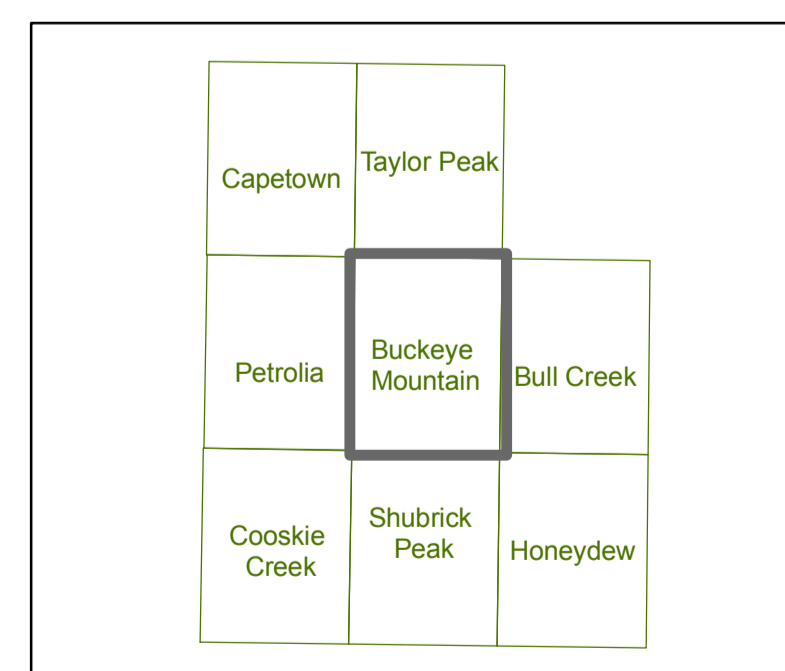 Capetown
Taylor Peak
Petrolia
Buckeye
Mountain
Bull Creek
Cooskie
Creek
Shubrick
Peak
Honeydew